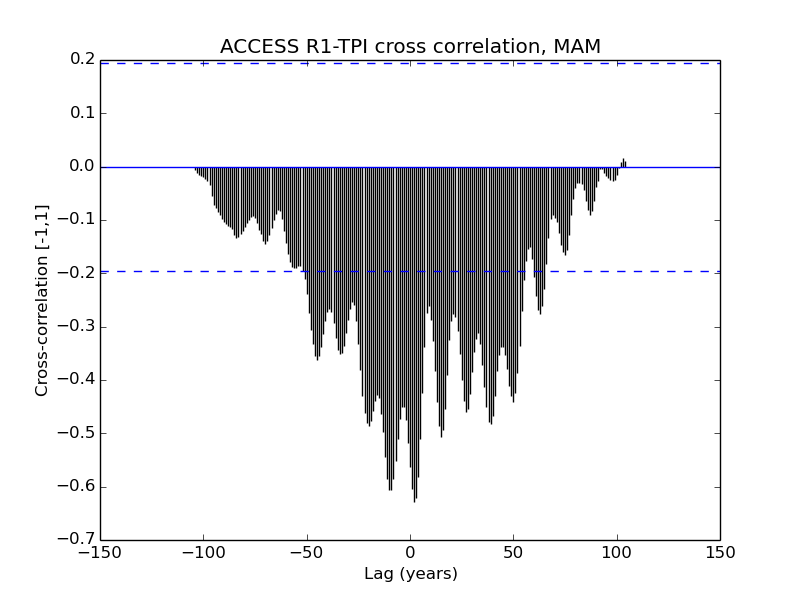 ACCESS R1-TPI cross correlation, MAM
0.2
0.1
0.0
−0.1
−0.2
−0.3
−0.4
−0.5
−0.6
−0.7
Cross-correlation [-1,1]
−150 −100 −50 0 50 100 150
Lag (years)